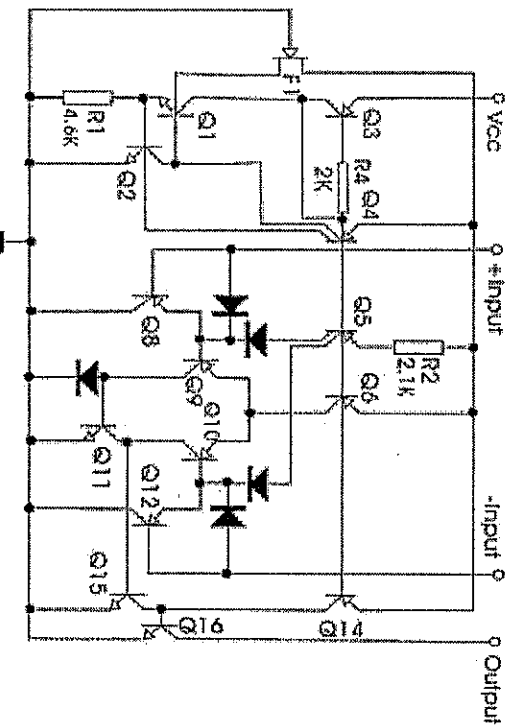 Vcc
+Input
-Input
Output
Q3
R4
2K
Q4
Q5
R2
2.1K
Q6
Q14
F1
Q1
R1
4.6K
Q2
Q8
Q9
Q10
Q11
Q12
Q15
Q16